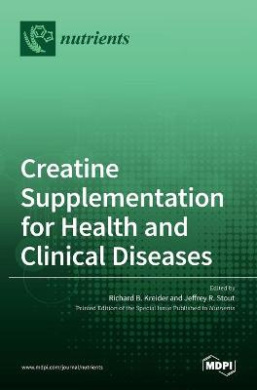 nutrients
Creatine
Supplementation
for Health and
Clinical Diseases
Edited by
Richard B. Kreider and Jeffrey R. Stout
Printed Edition of the Special Issue Published in Nutrients
www.mdpi.com/journal/nutrients
MDPI